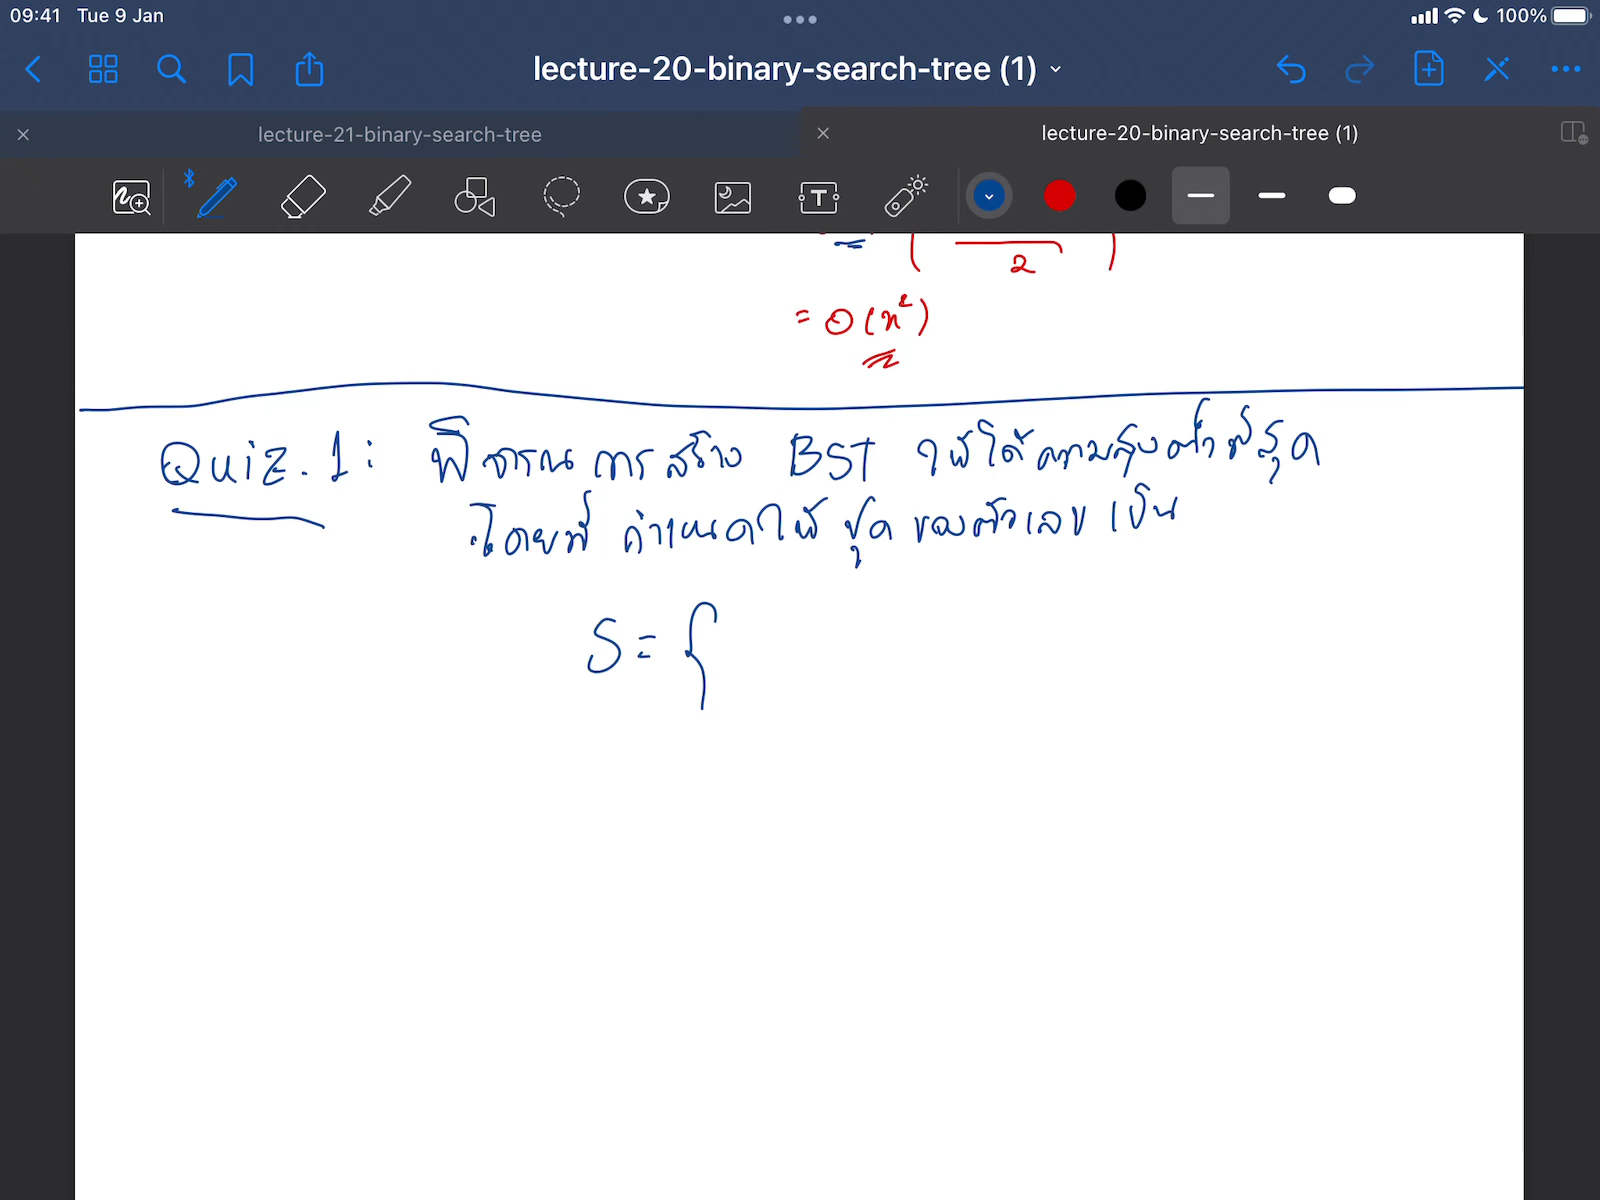 09:41 Tue 9 Jan 100%
lecture-20-binary-search-tree (1)
lecture-21-binary-search-tree
lecture-20-binary-search-tree (1)
2
= Θ(n²)
Quiz.1: พิจารณาการสร้าง BST ให้ได้ความสูงต่ำที่สุด
โดยที่ กำหนดให้ ชุดของตัวเลข เป็น
S = {